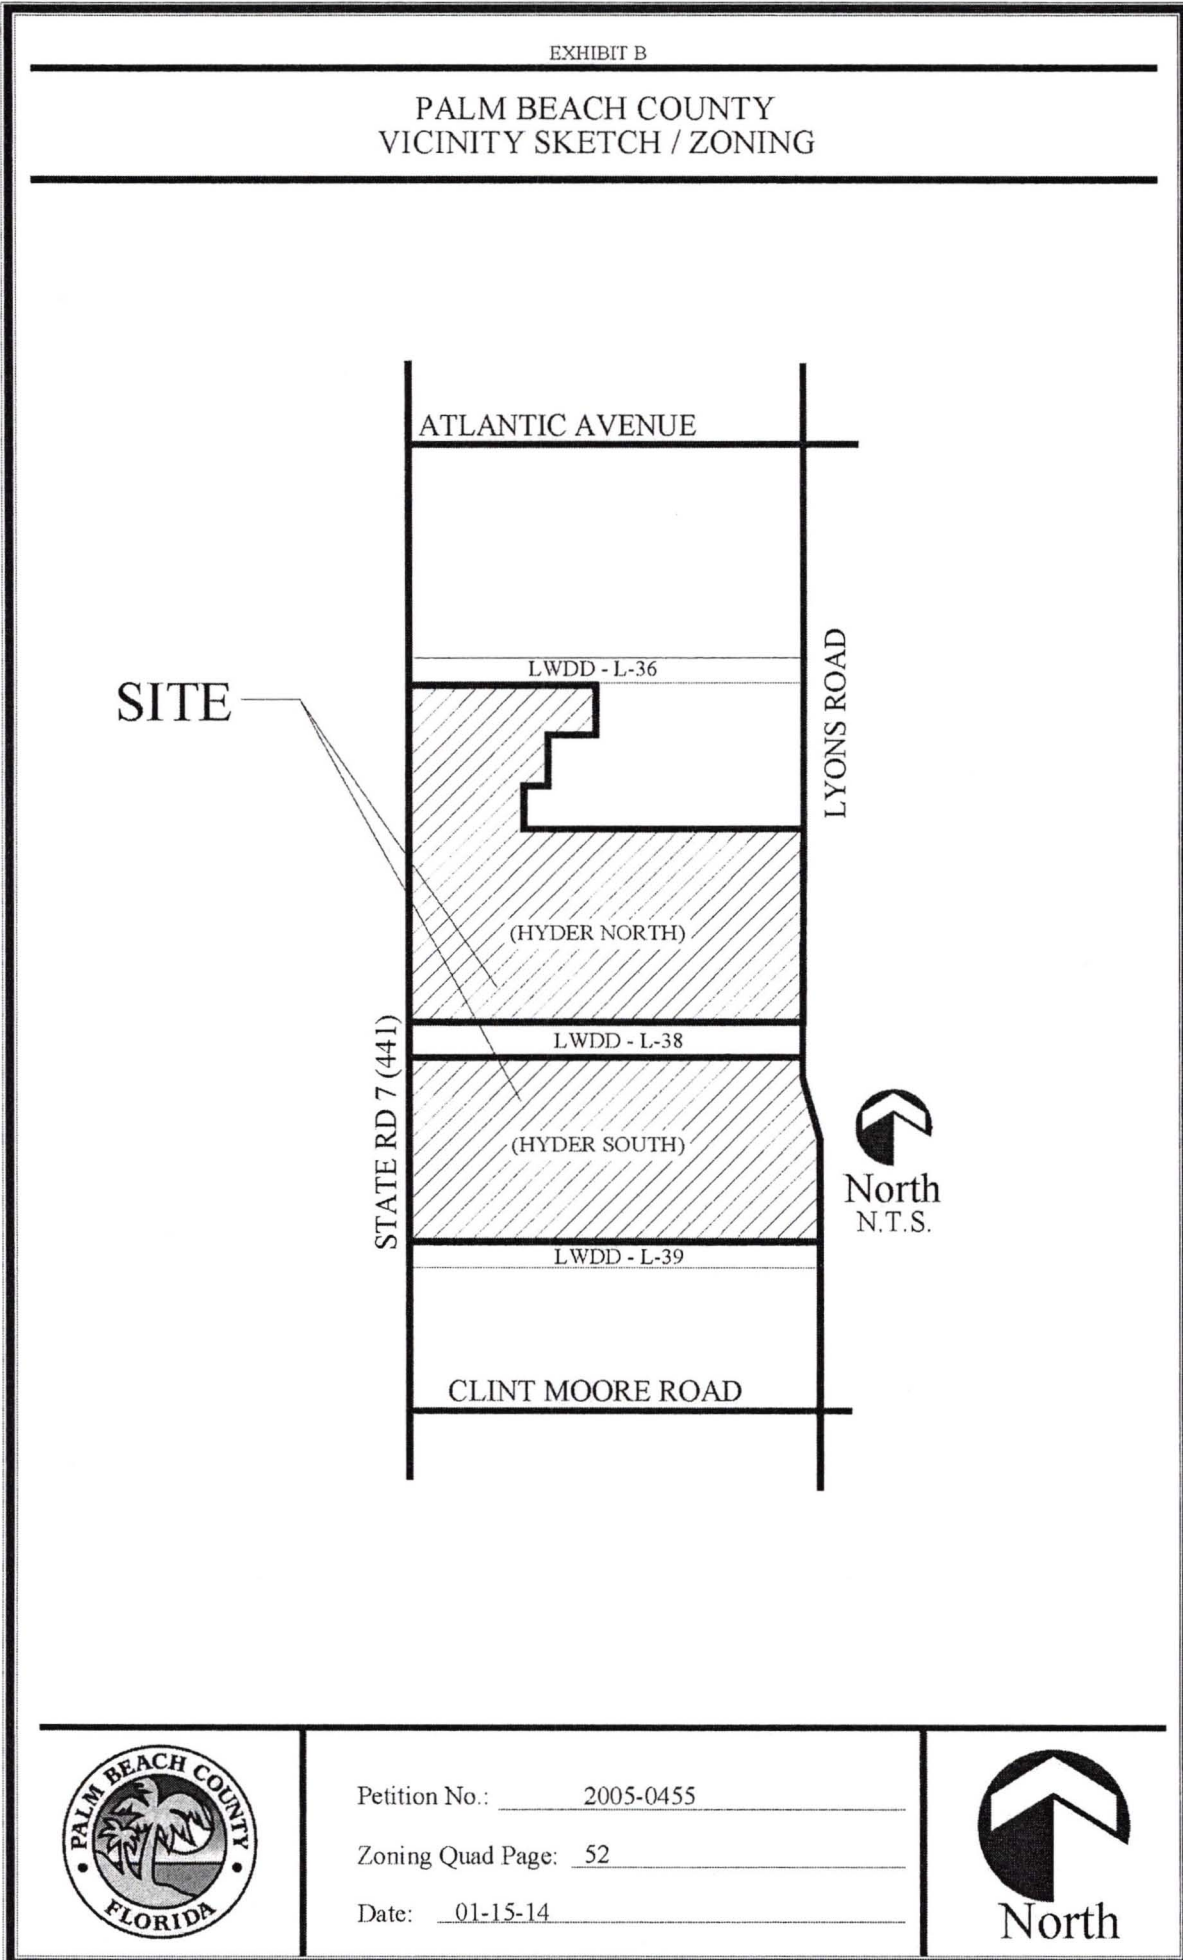 EXHIBIT B
PALM BEACH COUNTY
VICINITY SKETCH / ZONING
ATLANTIC AVENUE
LWDD - L-36
SITE
LYONS ROAD
(HYDER NORTH)
STATE RD 7 (441)
LWDD - L-38
(HYDER SOUTH)
North
N.T.S.
LWDD - L-39
CLINT MOORE ROAD
PALM BEACH COUNTY
FLORIDA
Petition No.: 2005-0455
Zoning Quad Page: 52
Date: 01-15-14
North